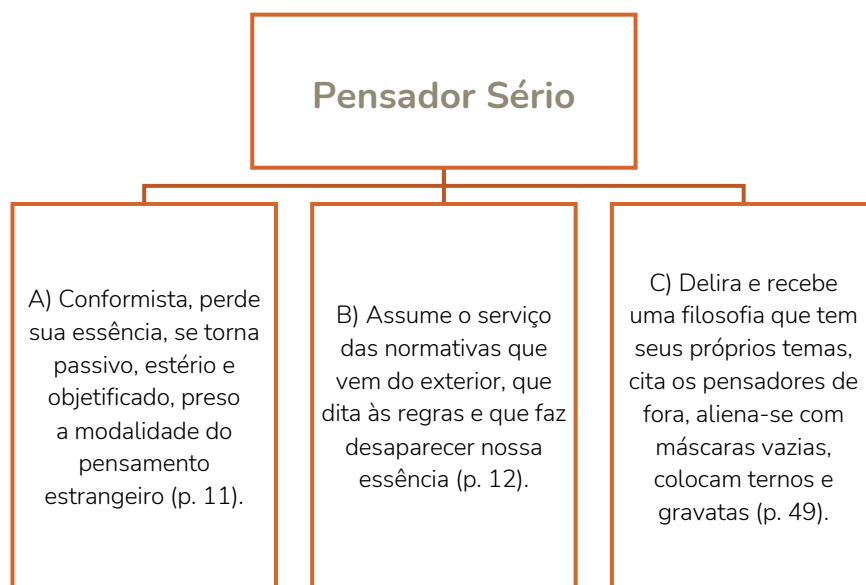 Pensador Sério
A) Conformista, perde
sua essência, se torna
passivo, estério e
objetificado, preso
a modalidade do
pensamento
estrangeiro (p. 11).
B) Assume o serviço
das normativas que
vem do exterior, que
dita às regras e que faz
desaparecer nossa
essência (p. 12).
C) Delira e recebe
uma filosofia que tem
seus próprios temas,
cita os pensadores de
fora, aliena-se com
máscaras vazias,
colocam ternos e
gravatas (p. 49).